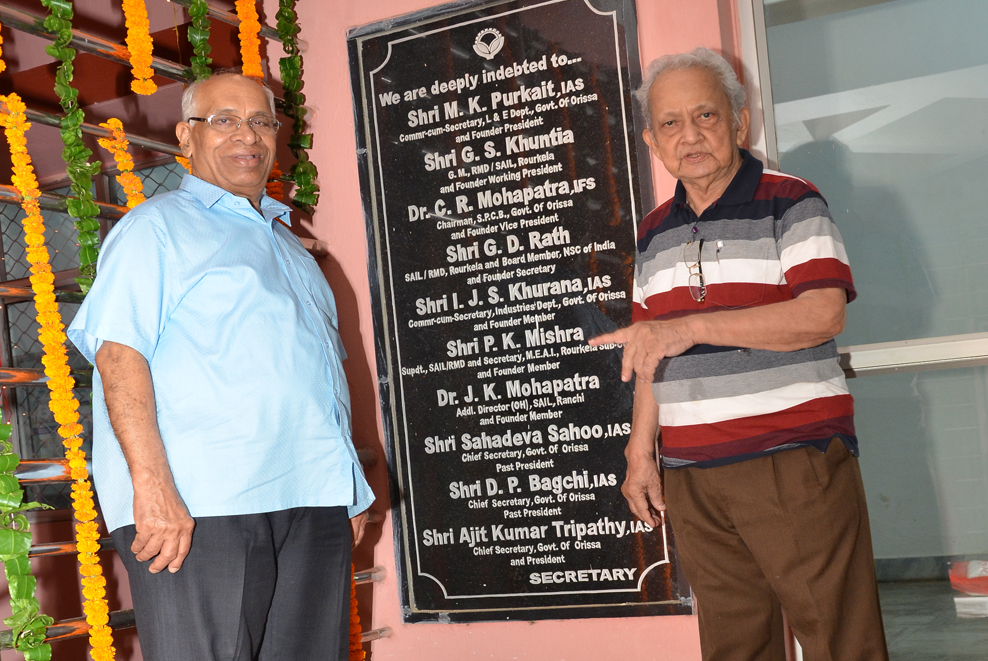 We are deeply indebted to...
Shri M. K. Purkait,IAS
Commr-cum-Secretary, L & E Dept., Govt. Of Orissa
and Founder President
Shri G. S. Khuntia
G. M., RMD / SAIL, Rourkela
and Founder Working President
Dr. C. R. Mohapatra,IFS
Chairman, S.P.C.B., Govt. Of Orissa
and Founder Vice President
Shri G. D. Rath
SAIL / RMD, Rourkela and Board Member, NSC of India
and Founder Secretary
Shri I. J. S. Khurana,IAS
Commr-cum-Secretary, Industries Dept., Govt. Of Orissa
and Founder Member
Shri P. K. Mishra
Supdt., SAIL/RMD and Secretary, M.E.A.I., Rourkela
and Founder Member
Dr. J. K. Mohapatra
Addl. Director (OH), SAIL, Ranchi
and Founder Member
Shri Sahadeva Sahoo,IAS
Chief Secretary, Govt. Of Orissa
Past President
Shri D. P. Bagchi,IAS
Chief Secretary, Govt. Of Orissa
Past President
Shri Ajit Kumar Tripathy,IAS
Chief Secretary, Govt. Of Orissa
and President
SECRETARY